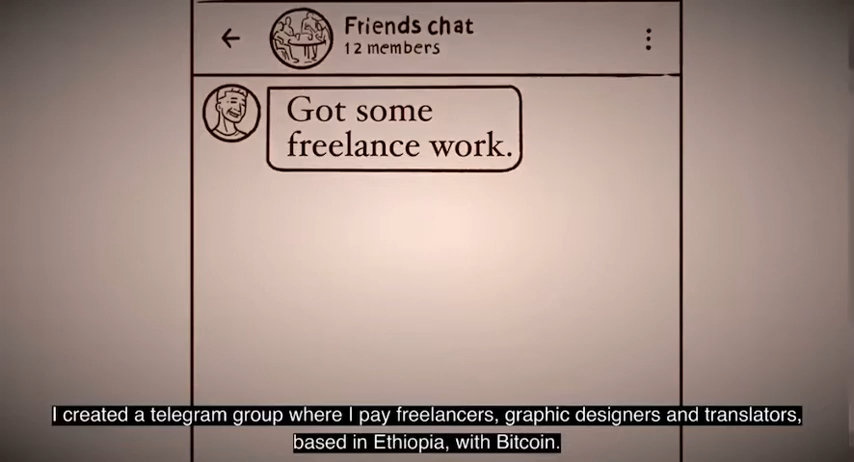 Friends chat
12 members
Got some
freelance work.
I created a telegram group where I pay freelancers, graphic designers and translators,
based in Ethiopia, with Bitcoin.